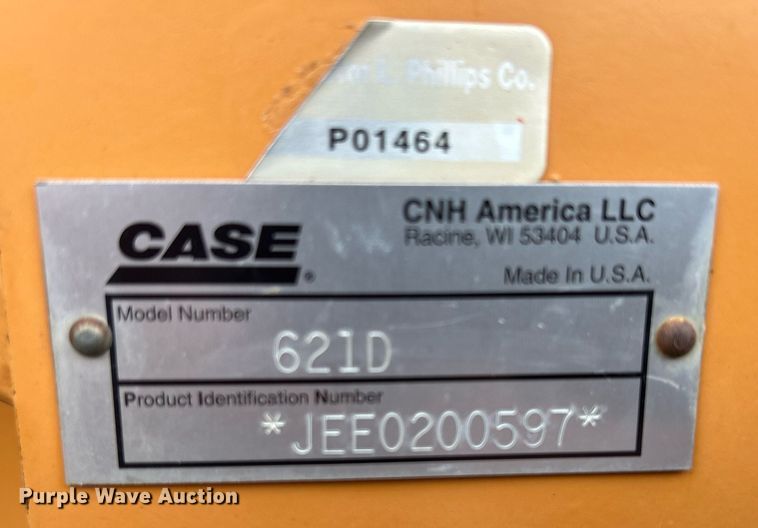 L. Phillips Co.
P01464
CASE®
CNH America LLC
Racine, WI 53404 U.S.A.
Made In U.S.A.
Model Number
621D
Product Identification Number
*JEE0200597*
Purple Wave Auction